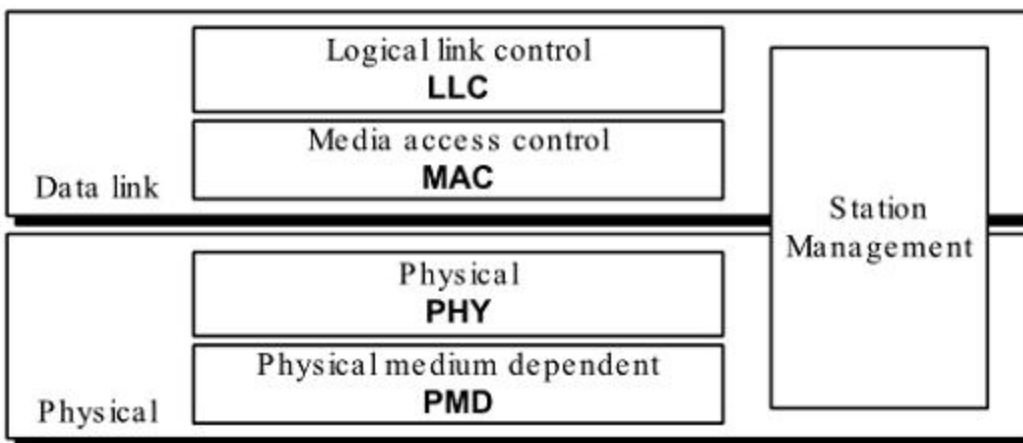 Logical link control
LLC
Media access control
MAC
Data link
Station
Management
Physical
PHY
Physical medium dependent
PMD
Physical